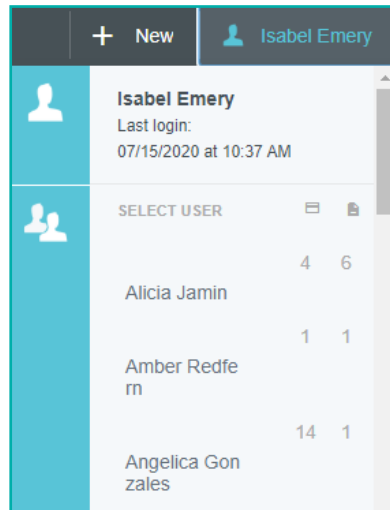 + New Isabel Emery
Isabel Emery
Last login:
07/15/2020 at 10:37 AM
SELECT USER
4 6
Alicia Jamin
1 1
Amber Redfe
rn
14 1
Angelica Gon
zales